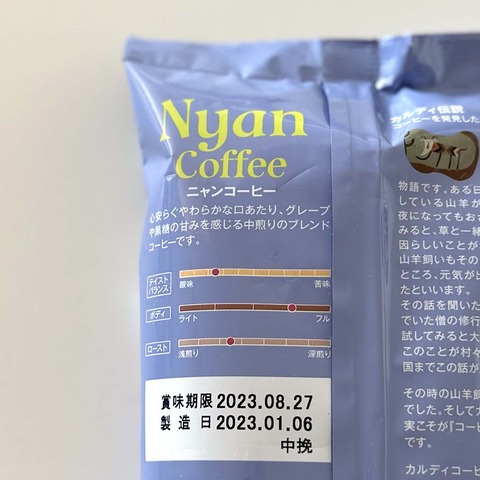 Nyan
Coffee
ニャンコーヒー
心安らぐやわらかな口あたり、グレープ
や黒糖の甘みを感じる中煎りのブレンド
コーヒーです。
テイスト
バランス
酸味 苦味
ボディ
ライト フル
ロースト
浅煎り 深煎り
賞味期限 2023.08.27
製造日 2023.01.06
中挽
カルディ伝説
コーヒーを発見した
物語です。ある日
している山羊が
夜になってもお
みると、草と一緒
因らしいことが
山羊飼いもその
ところ、元気が出
たといいます。
その話を聞いた
でいた僧の修行
試してみると大
このことが村々
国までこの話が
その時の山羊飼
でした。そしてカ
実こそが『コーヒ
です。
カルディコーヒ